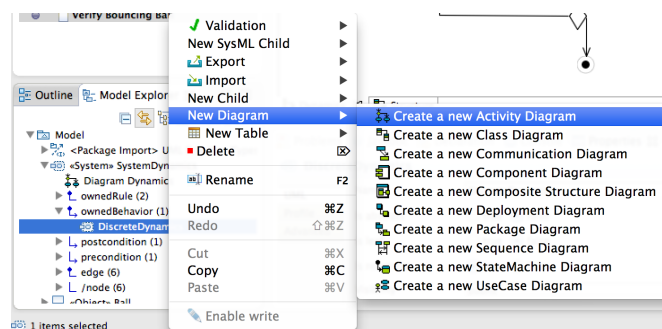 Verify Bouncing Ba
Outline Model Explor
Model
<Package Import> U
«System» SystemDyn
Diagram Dynamic
ownedRule (2)
ownedBehavior (1)
DiscreteDynam
postcondition (1)
precondition (1)
edge (6)
/node (6)
«Object» Ball
1 items selected
Validation
New SysML Child
Export
Import
New Child
New Diagram
New Table
Delete
Rename F2
Undo ⌘Z
Redo ⇧⌘Z
Cut ⌘X
Copy ⌘C
Paste ⌘V
Enable write
Create a new Activity Diagram
Create a new Class Diagram
Create a new Communication Diagram
Create a new Component Diagram
Create a new Composite Structure Diagram
Create a new Deployment Diagram
Create a new Package Diagram
Create a new Sequence Diagram
Create a new StateMachine Diagram
Create a new UseCase Diagram